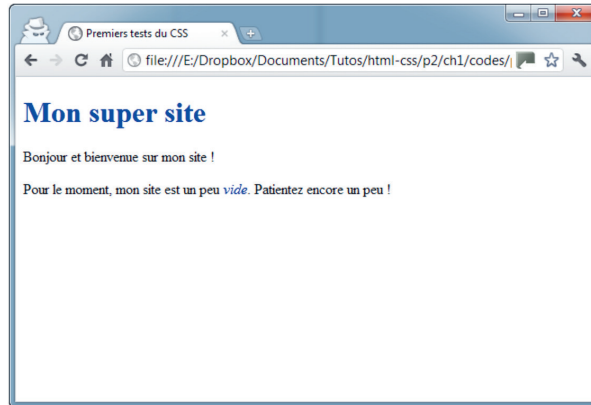 Premiers tests du CSS
file:///E:/Dropbox/Documents/Tutos/html-css/p2/ch1/codes/
Mon super site
Bonjour et bienvenue sur mon site !
Pour le moment, mon site est un peu vide. Patientez encore un peu !